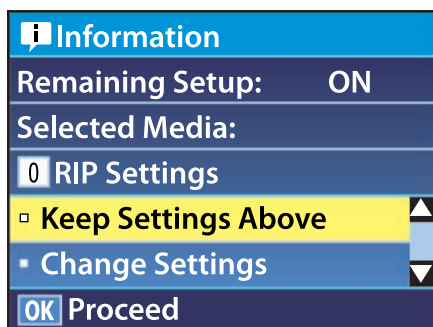 Information
Remaining Setup: ON
Selected Media:
0 RIP Settings
Keep Settings Above
Change Settings
OK Proceed